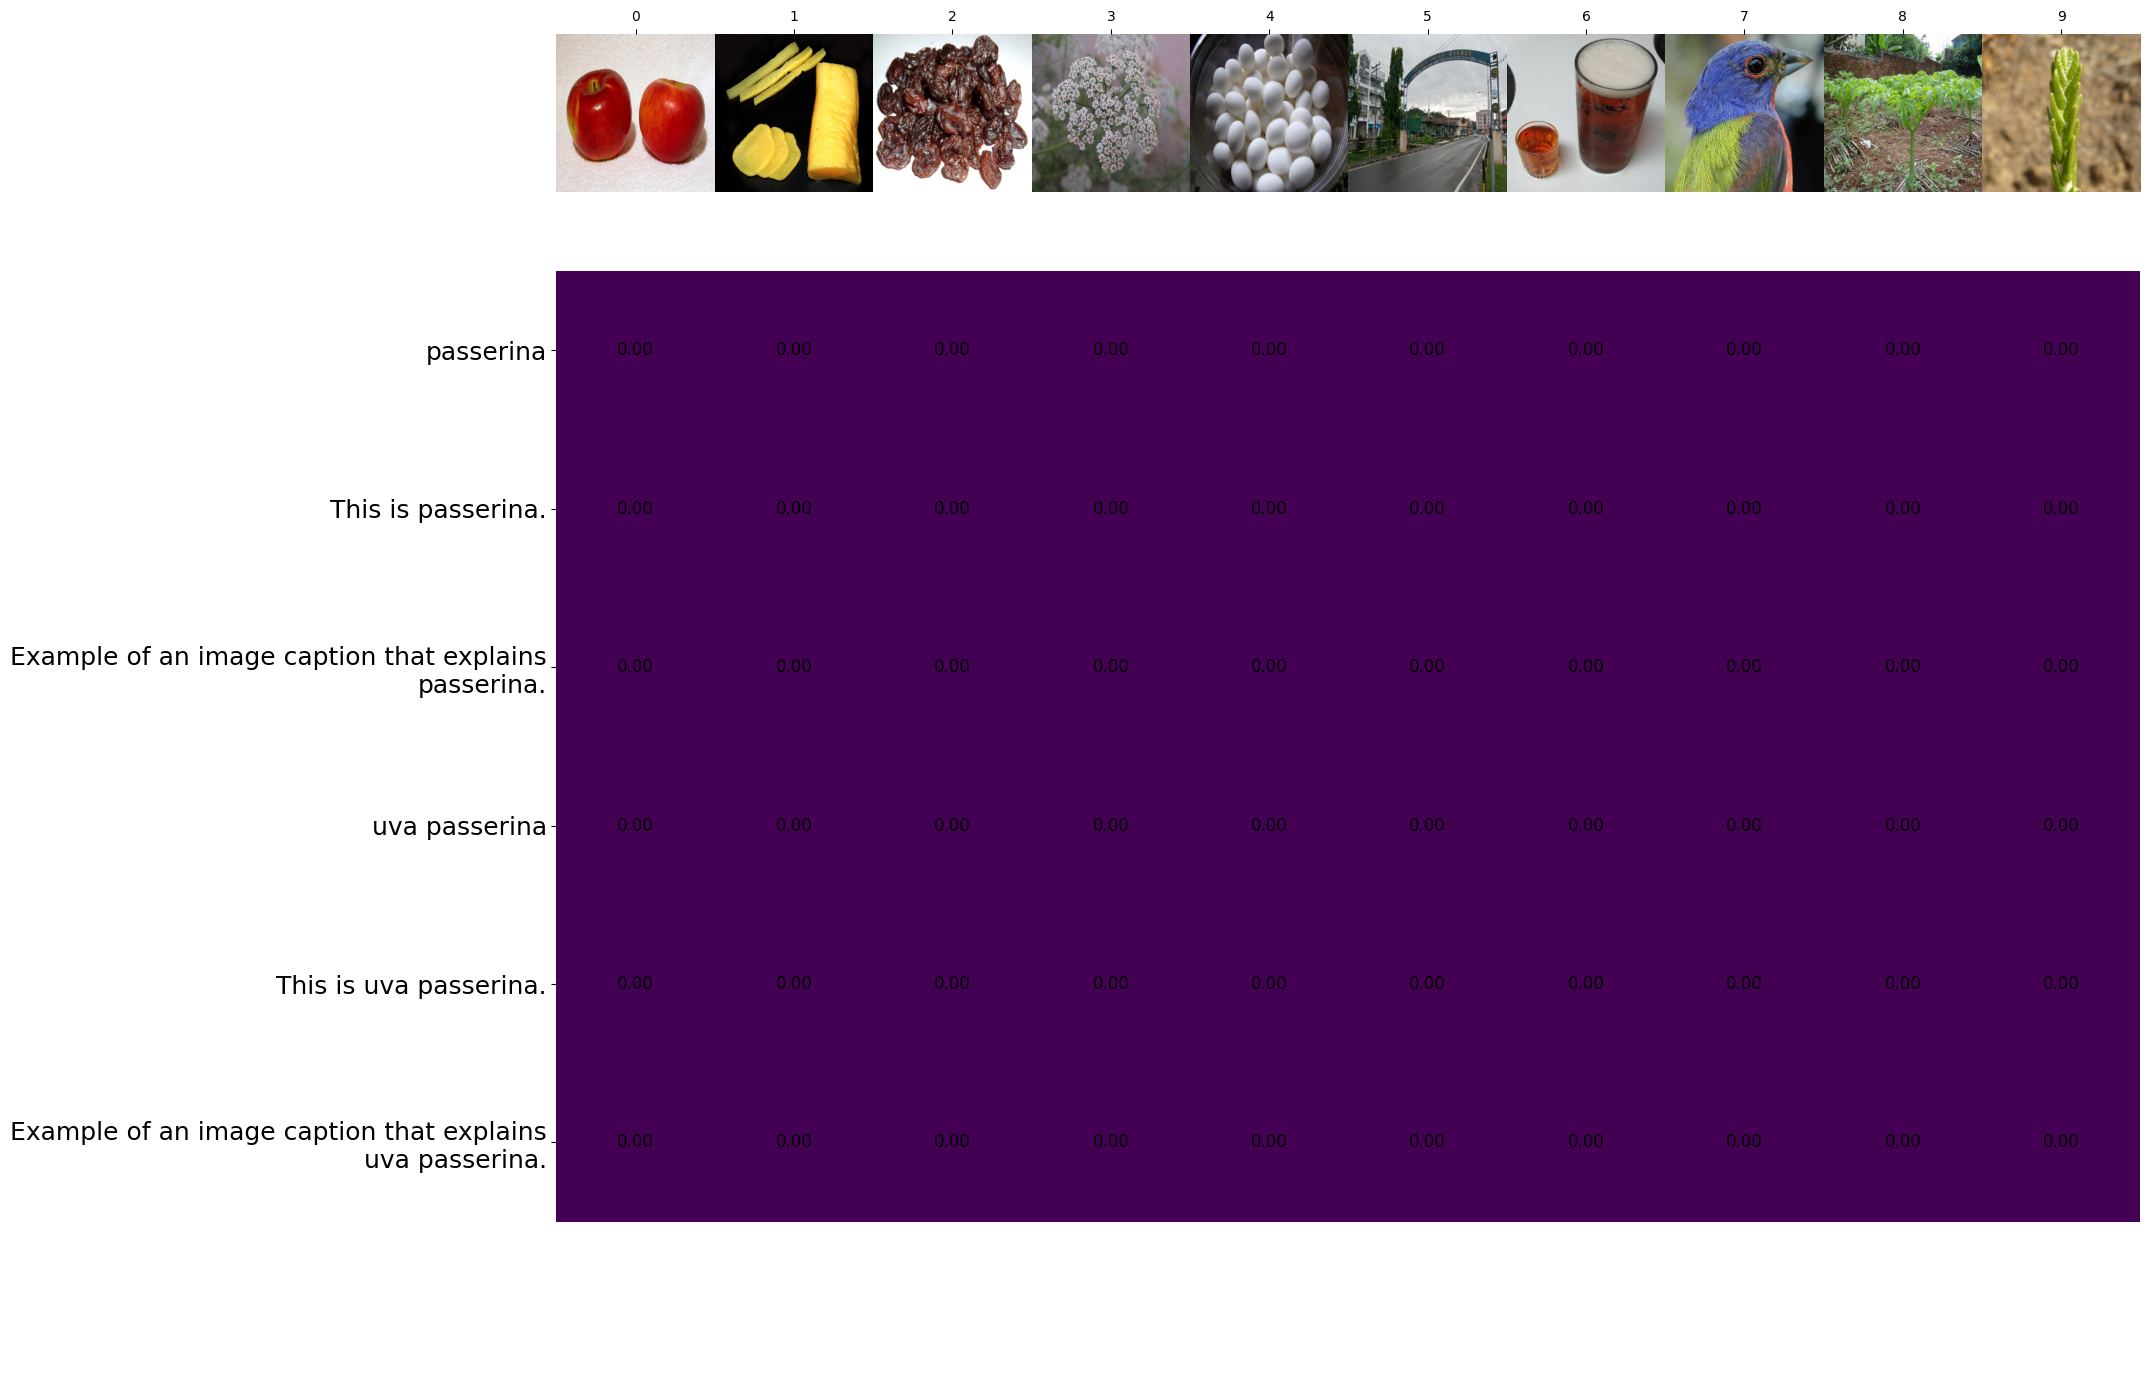 0 1 2 3 4 5 6 7 8 9
passerina 0.00 0.00 0.00 0.00 0.00 0.00 0.00 0.00 0.00 0.00
This is passerina. 0.00 0.00 0.00 0.00 0.00 0.00 0.00 0.00 0.00 0.00
Example of an image caption that explains
passerina. 0.00 0.00 0.00 0.00 0.00 0.00 0.00 0.00 0.00 0.00
uva passerina 0.00 0.00 0.00 0.00 0.00 0.00 0.00 0.00 0.00 0.00
This is uva passerina. 0.00 0.00 0.00 0.00 0.00 0.00 0.00 0.00 0.00 0.00
Example of an image caption that explains
uva passerina. 0.00 0.00 0.00 0.00 0.00 0.00 0.00 0.00 0.00 0.00